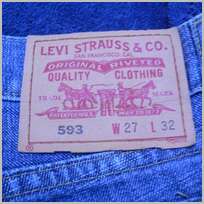 LEVI STRAUSS & CO.
SAN FRANCISCO, CAL.
ORIGINAL RIVETED
QUALITY CLOTHING
593 W 27 L 32